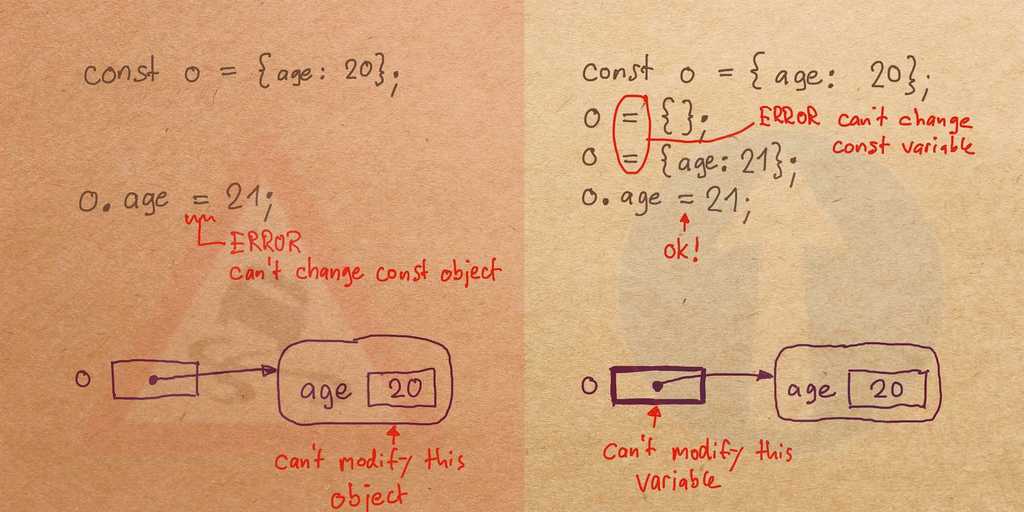 const o = {age: 20};
o.age = 21;
ERROR
can't change const object
o
age 20
can't modify this
object
const o = { age: 20};
o = {};
o = {age: 21};
ERROR can't change
const variable
o.age = 21;
ok!
o
age 20
can't modify this
variable